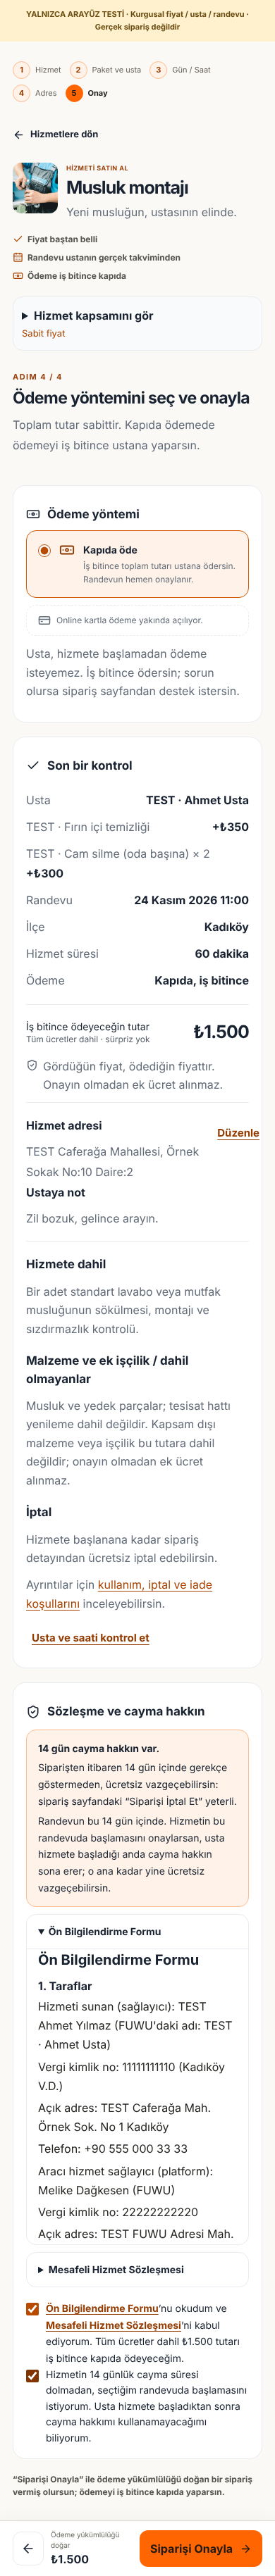 YALNIZCA ARAYÜZ TESTİ · Kurgusal fiyat / usta / randevu ·
Gerçek sipariş değildir
1 Hizmet 2 Paket ve usta 3 Gün / Saat
4 Adres 5 Onay
Hizmetlere dön
HİZMETİ SATIN AL
Musluk montajı
Yeni musluğun, ustasının elinde.
Fiyat baştan belli
Randevu ustanın gerçek takviminden
Ödeme iş bitince kapıda
Hizmet kapsamını gör
Sabit fiyat
ADIM 4 / 4
Ödeme yöntemini seç ve onayla
Toplam tutar sabittir. Kapıda ödemede
ödemeyi iş bitince ustaya yaparsın.
Ödeme yöntemi
Kapıda öde
İş bitince toplam tutarı ustana ödersin.
Randevun hemen onaylanır.
Online kartla ödeme yakında açılıyor.
Usta, hizmete başlamadan ödeme
isteyemez. İş bitince ödersin; sorun
olursa sipariş sayfandan destek istersin.
Son bir kontrol
Usta TEST · Ahmet Usta
TEST · Fırın içi temizliği +₺350
TEST · Cam silme (oda başına) × 2
+₺300
Randevu 24 Kasım 2026 11:00
İlçe Kadıköy
Hizmet süresi 60 dakika
Ödeme Kapıda, iş bitince
İş bitince ödeyeceğin tutar
Tüm ücretler dahil · sürpriz yok
₺1.500
Gördüğün fiyat, ödediğin fiyattır.
Onayın olmadan ek ücret alınmaz.
Hizmet adresi
Düzenle
TEST Caferağa Mahallesi, Örnek
Sokak No:10 Daire:2
Ustaya not
Zil bozuk, gelince arayın.
Hizmete dahil
Bir adet standart lavabo veya mutfak
musluğunun sökülmesi, montajı ve
sızdırmazlık kontrolü.
Malzeme ve ek işçilik / dahil
olmayanlar
Musluk ve yedek parçalar; tesisat hattı
yenileme dahil değildir. Kapsam dışı
malzeme veya işçilik bu tutara dahil
değildir; onayın olmadan ek ücret
alınmaz.
İptal
Hizmete başlanana kadar sipariş
detayından ücretsiz iptal edebilirsin.
Ayrıntılar için kullanım, iptal ve iade
koşullarını inceleyebilirsin.
Usta ve saati kontrol et
Sözleşme ve cayma hakkın
14 gün cayma hakkın var.
Siparişten itibaren 14 gün içinde gerekçe
göstermeden, ücretsiz vazgeçebilirsin:
sipariş sayfandaki “Siparişi İptal Et” yeterli.
Randevun bu 14 gün içinde. Hizmetin bu
randevuda başlamasını onaylarsan, usta
hizmete başladığı anda cayma hakkın
sona erer; o ana kadar yine ücretsiz
vazgeçebilirsin.
Ön Bilgilendirme Formu
Ön Bilgilendirme Formu
1. Taraflar
Hizmeti sunan (sağlayıcı): TEST
Ahmet Yılmaz (FUWU'daki adı: TEST
· Ahmet Usta)
Vergi kimlik no: 11111111110 (Kadıköy
V.D.)
Açık adres: TEST Caferağa Mah.
Örnek Sok. No 1 Kadıköy
Telefon: +90 555 000 33 33
Aracı hizmet sağlayıcı (platform):
Melike Dağkesen (FUWU)
Vergi kimlik no: 22222222220
Açık adres: TEST FUWU Adresi Mah.
Mesafeli Hizmet Sözleşmesi
Ön Bilgilendirme Formu’nu okudum ve
Mesafeli Hizmet Sözleşmesi’ni kabul
ediyorum. Tüm ücretler dahil ₺1.500 tutarı
iş bitince kapıda ödeyeceğim.
Hizmetin 14 günlük cayma süresi
dolmadan, seçtiğim randevuda başlamasını
istiyorum. Usta hizmete başladıktan sonra
cayma hakkımı kullanamayacağımı
biliyorum.
“Siparişi Onayla” ile ödeme yükümlülüğü doğan bir sipariş
vermiş olursun; ödemeyi iş bitince kapıda yaparsın.
Ödeme yükümlülüğü
doğar
₺1.500
Siparişi Onayla